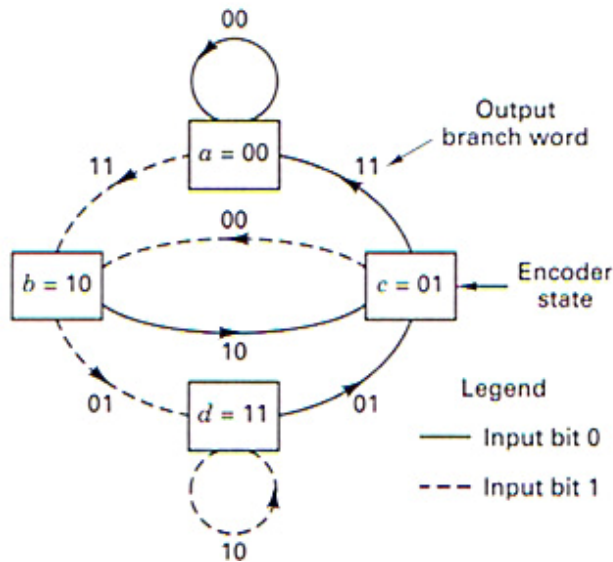 00
a = 00
Output
branch word
11
11
00
b = 10
c = 01
Encoder
state
10
01
d = 11
01
10
Legend
Input bit 0
Input bit 1